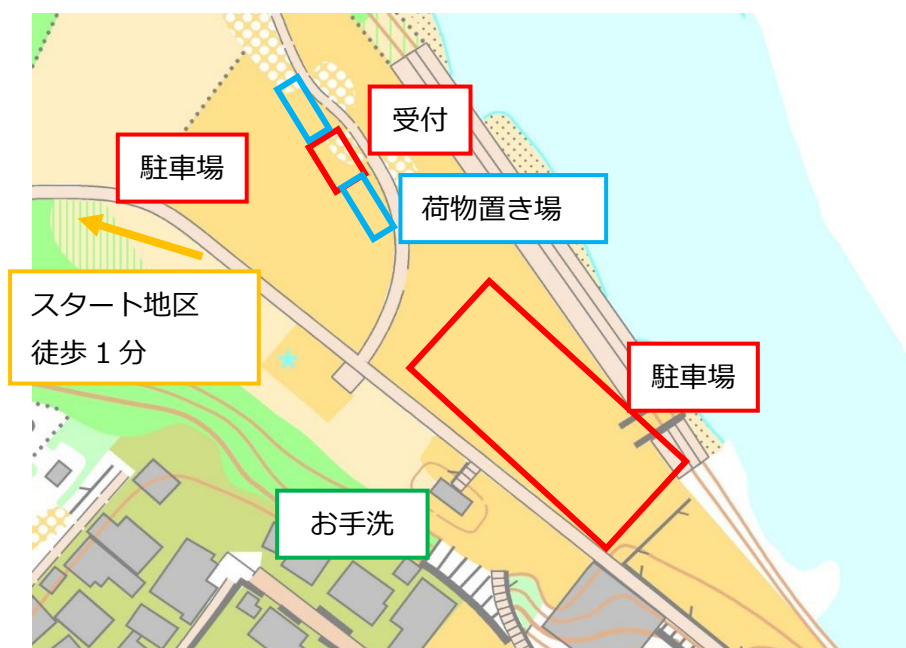 受付
駐車場
荷物置き場
スタート地区
徒歩1分
駐車場
お手洗